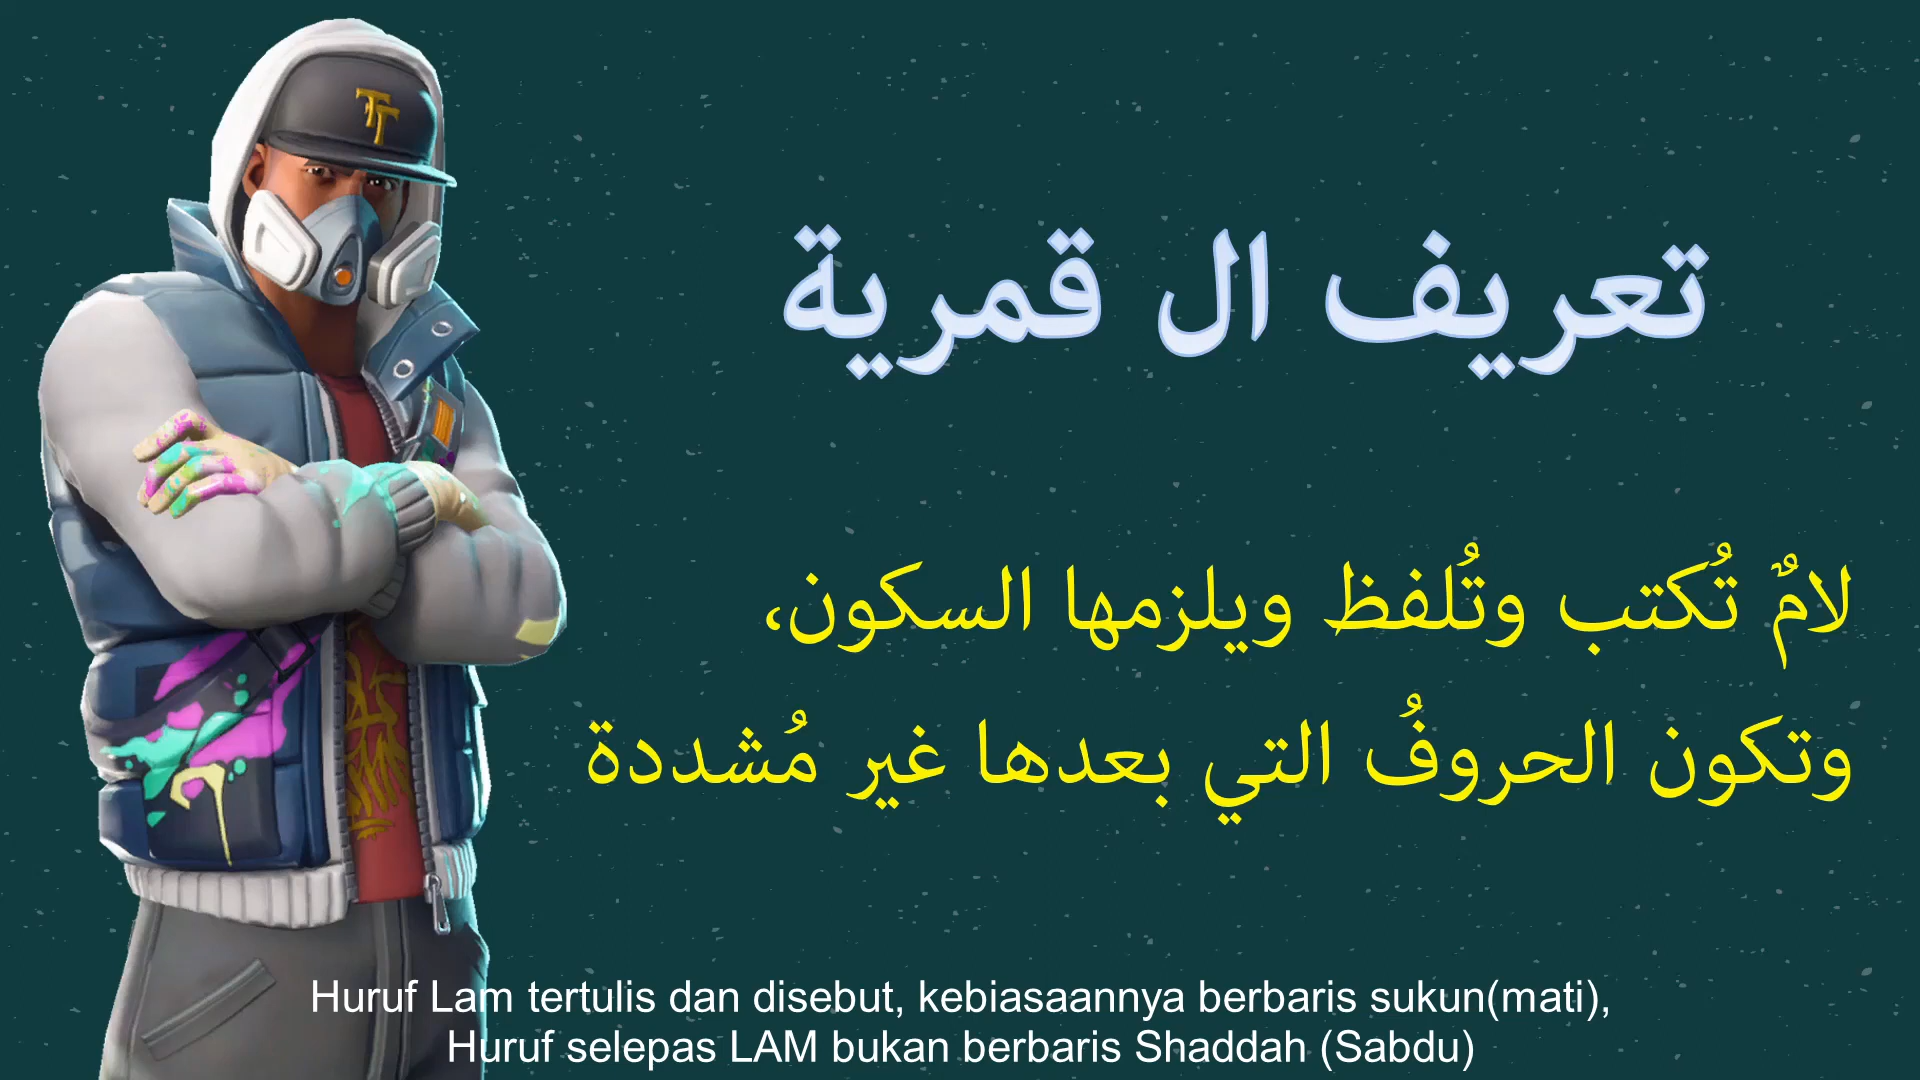 TT
تعريف ال قمرية
لامٌ تُكتب وتُلفظ ويلزمها السكون،
وتكون الحروفُ التي بعدها غير مُشددة
Huruf Lam tertulis dan disebut, kebiasaannya berbaris sukun(mati),
Huruf selepas LAM bukan berbaris Shaddah (Sabdu)